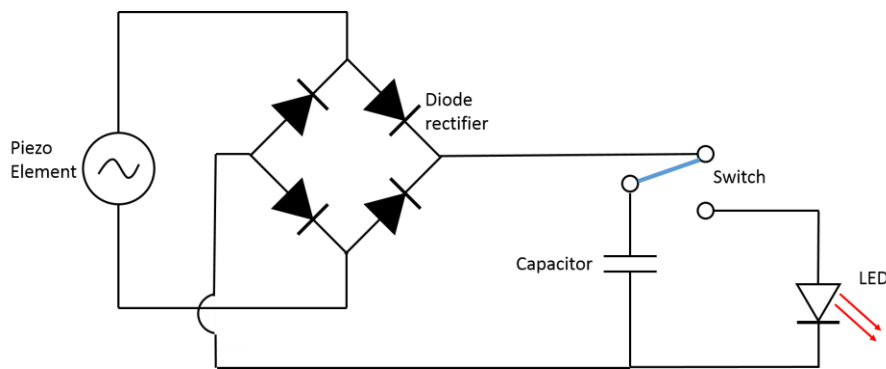 Diode
rectifier
Piezo
Element
Switch
Capacitor
LED